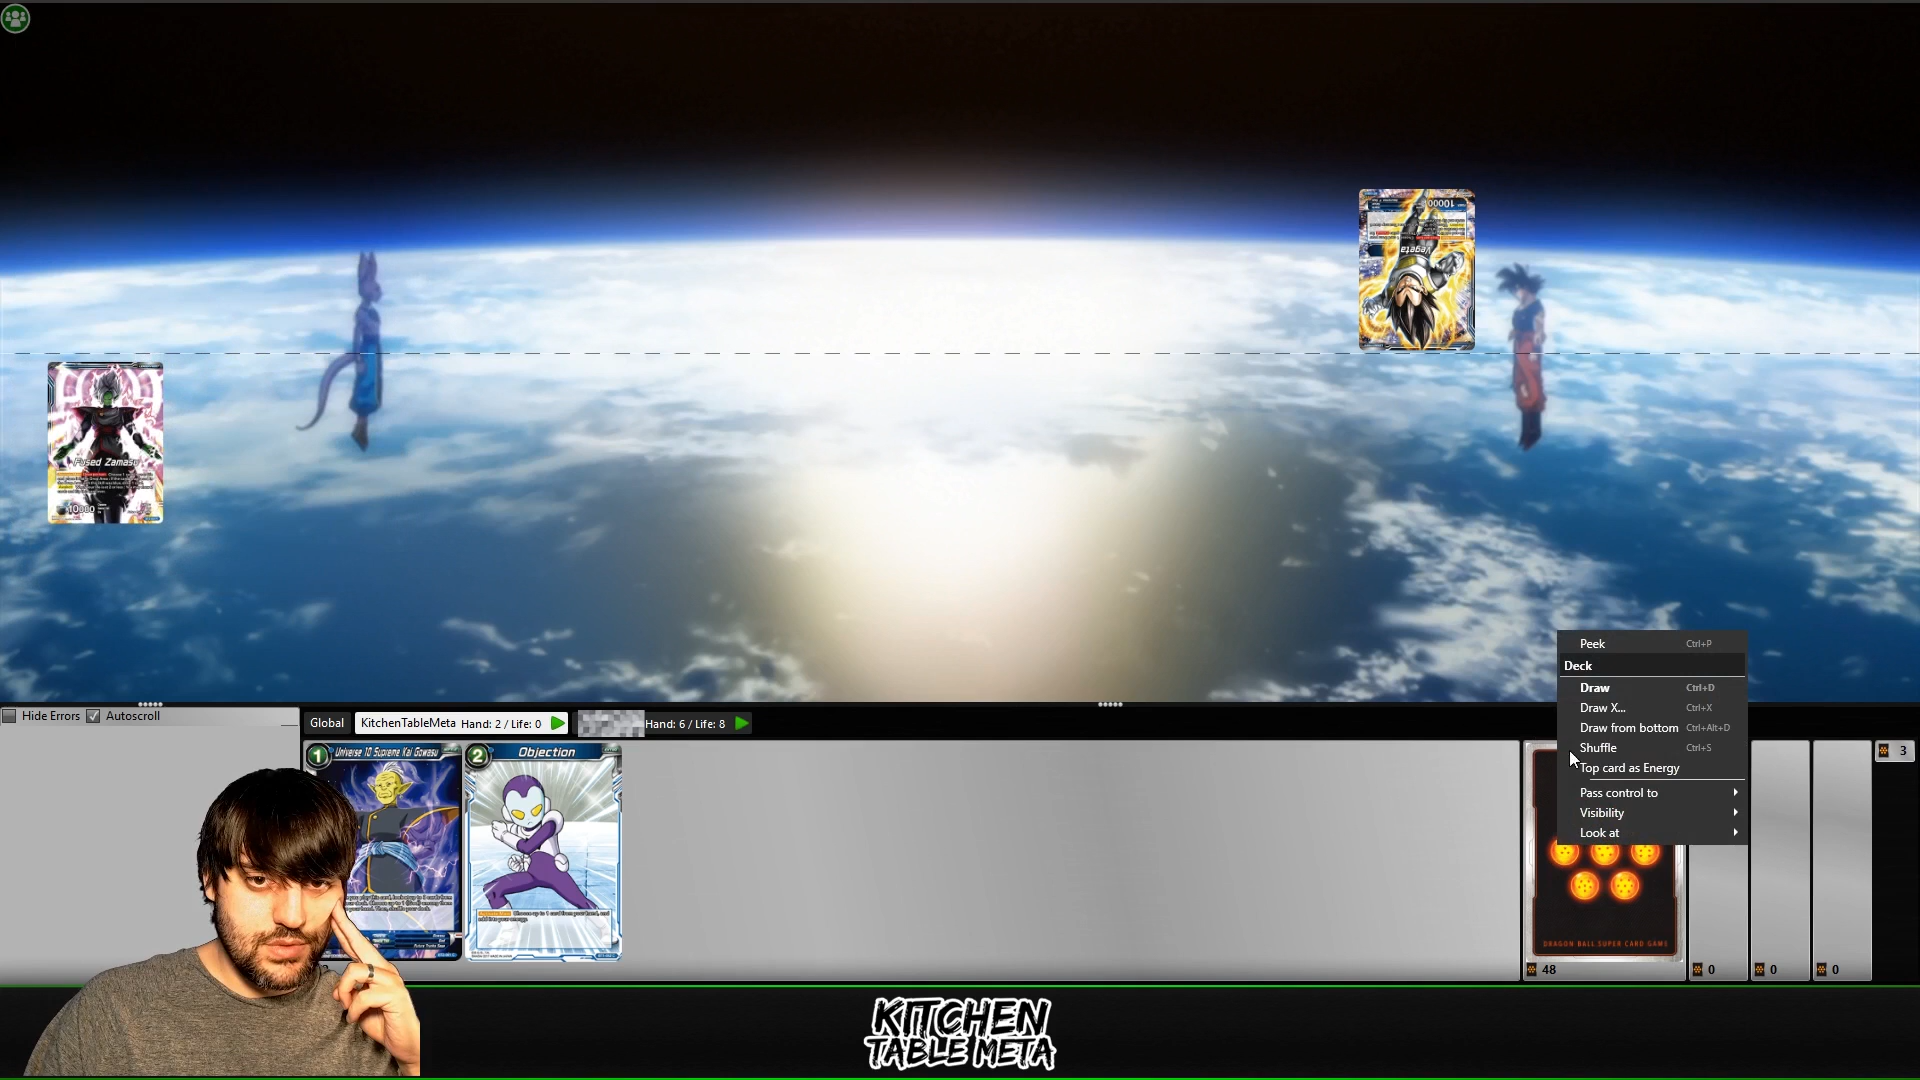 10000
Vegeta
Fused Zamasu
10000
Peek Ctrl+P
Deck
Draw Ctrl+D
Draw X... Ctrl+X
Draw from bottom Ctrl+Alt+D
Shuffle Ctrl+S
Top card as Energy
Pass control to
Visibility
Look at
Hide Errors Autoscroll
Global KitchenTableMeta Hand: 2 / Life: 0 Hand: 6 / Life: 8
1 Universe 10 Supreme Kai Gowasu
2 Objection
3
DRAGON BALL SUPER CARD GAME
48 0 0 0
KITCHEN
TABLE META